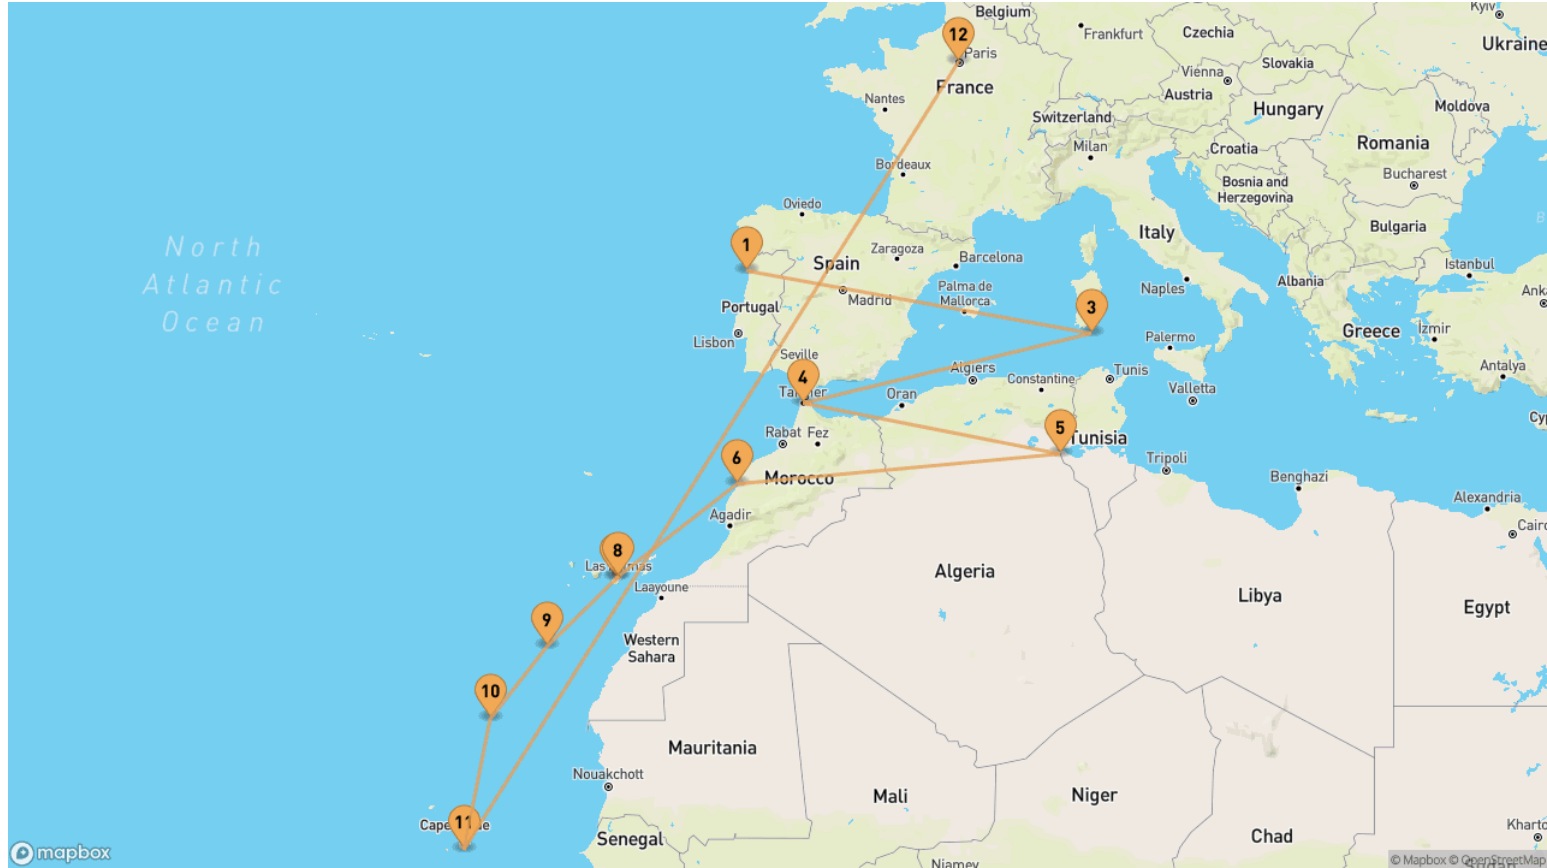 Belgium
Kyiv
12
Paris
Frankfurt
Czechia
Ukraine
Slovakia
Vienna
France
Nantes
Austria
Hungary
Moldova
Switzerland
Milan
Croatia
Romania
Bordeaux
Bosnia and
Herzegovina
Bucharest
Oviedo
Bulgaria
North
Atlantic
Ocean
1
Spain
Zaragoza
Barcelona
Italy
Istanbul
Albania
Naples
Madrid
Palma de
Mallorca
3
Portugal
Lisbon
Greece
İzmir
Palermo
Antalya
Seville
4
Algiers
Constantine
Tunis
Valletta
Oran
5
Tunisia
Rabat
Fez
6
Morocco
Tripoli
Benghazi
Alexandria
Agadir
8
Laayoune
Algeria
Libya
Egypt
9
Western
Sahara
10
Mauritania
Nouakchott
Mali
Niger
11
Senegal
Chad
Niamey
mapbox
© Mapbox © OpenStreetMap